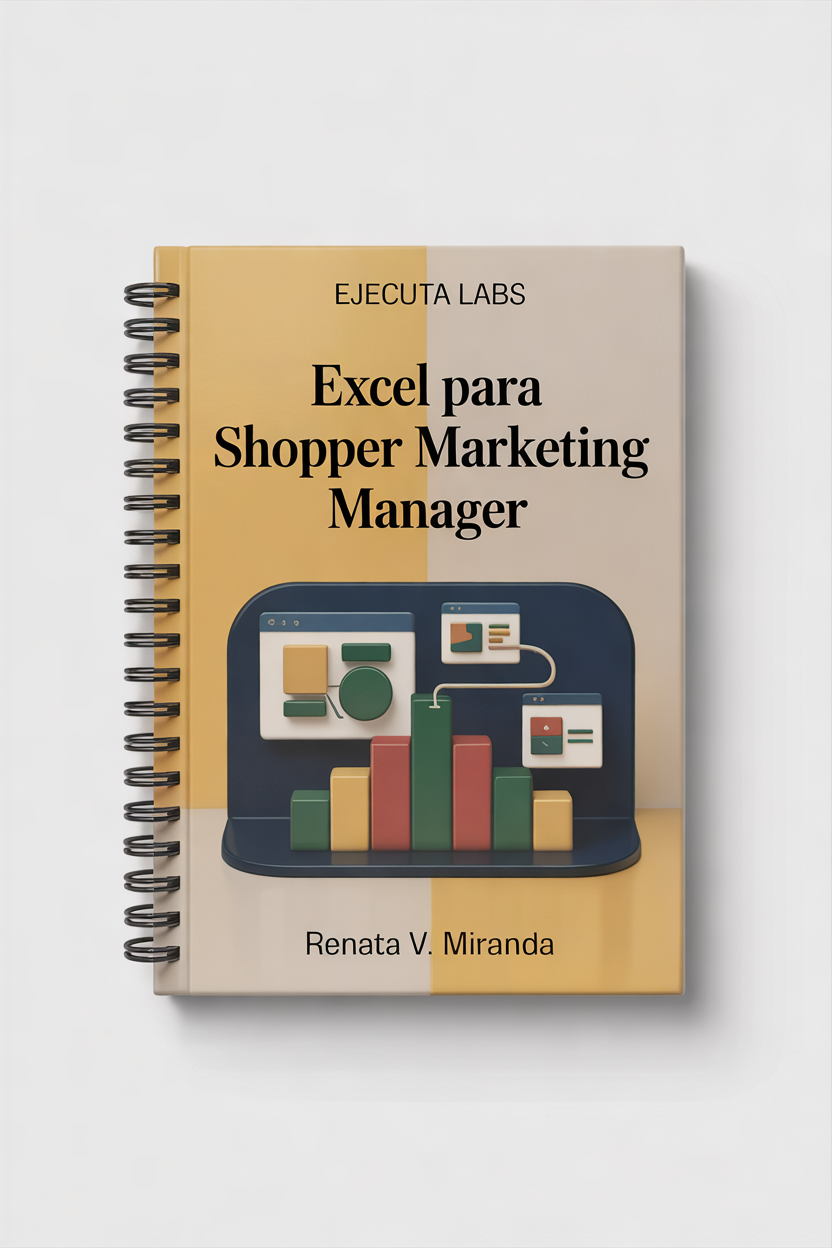 EJECUTA LABS
Excel para
Shopper Marketing
Manager
Renata V. Miranda